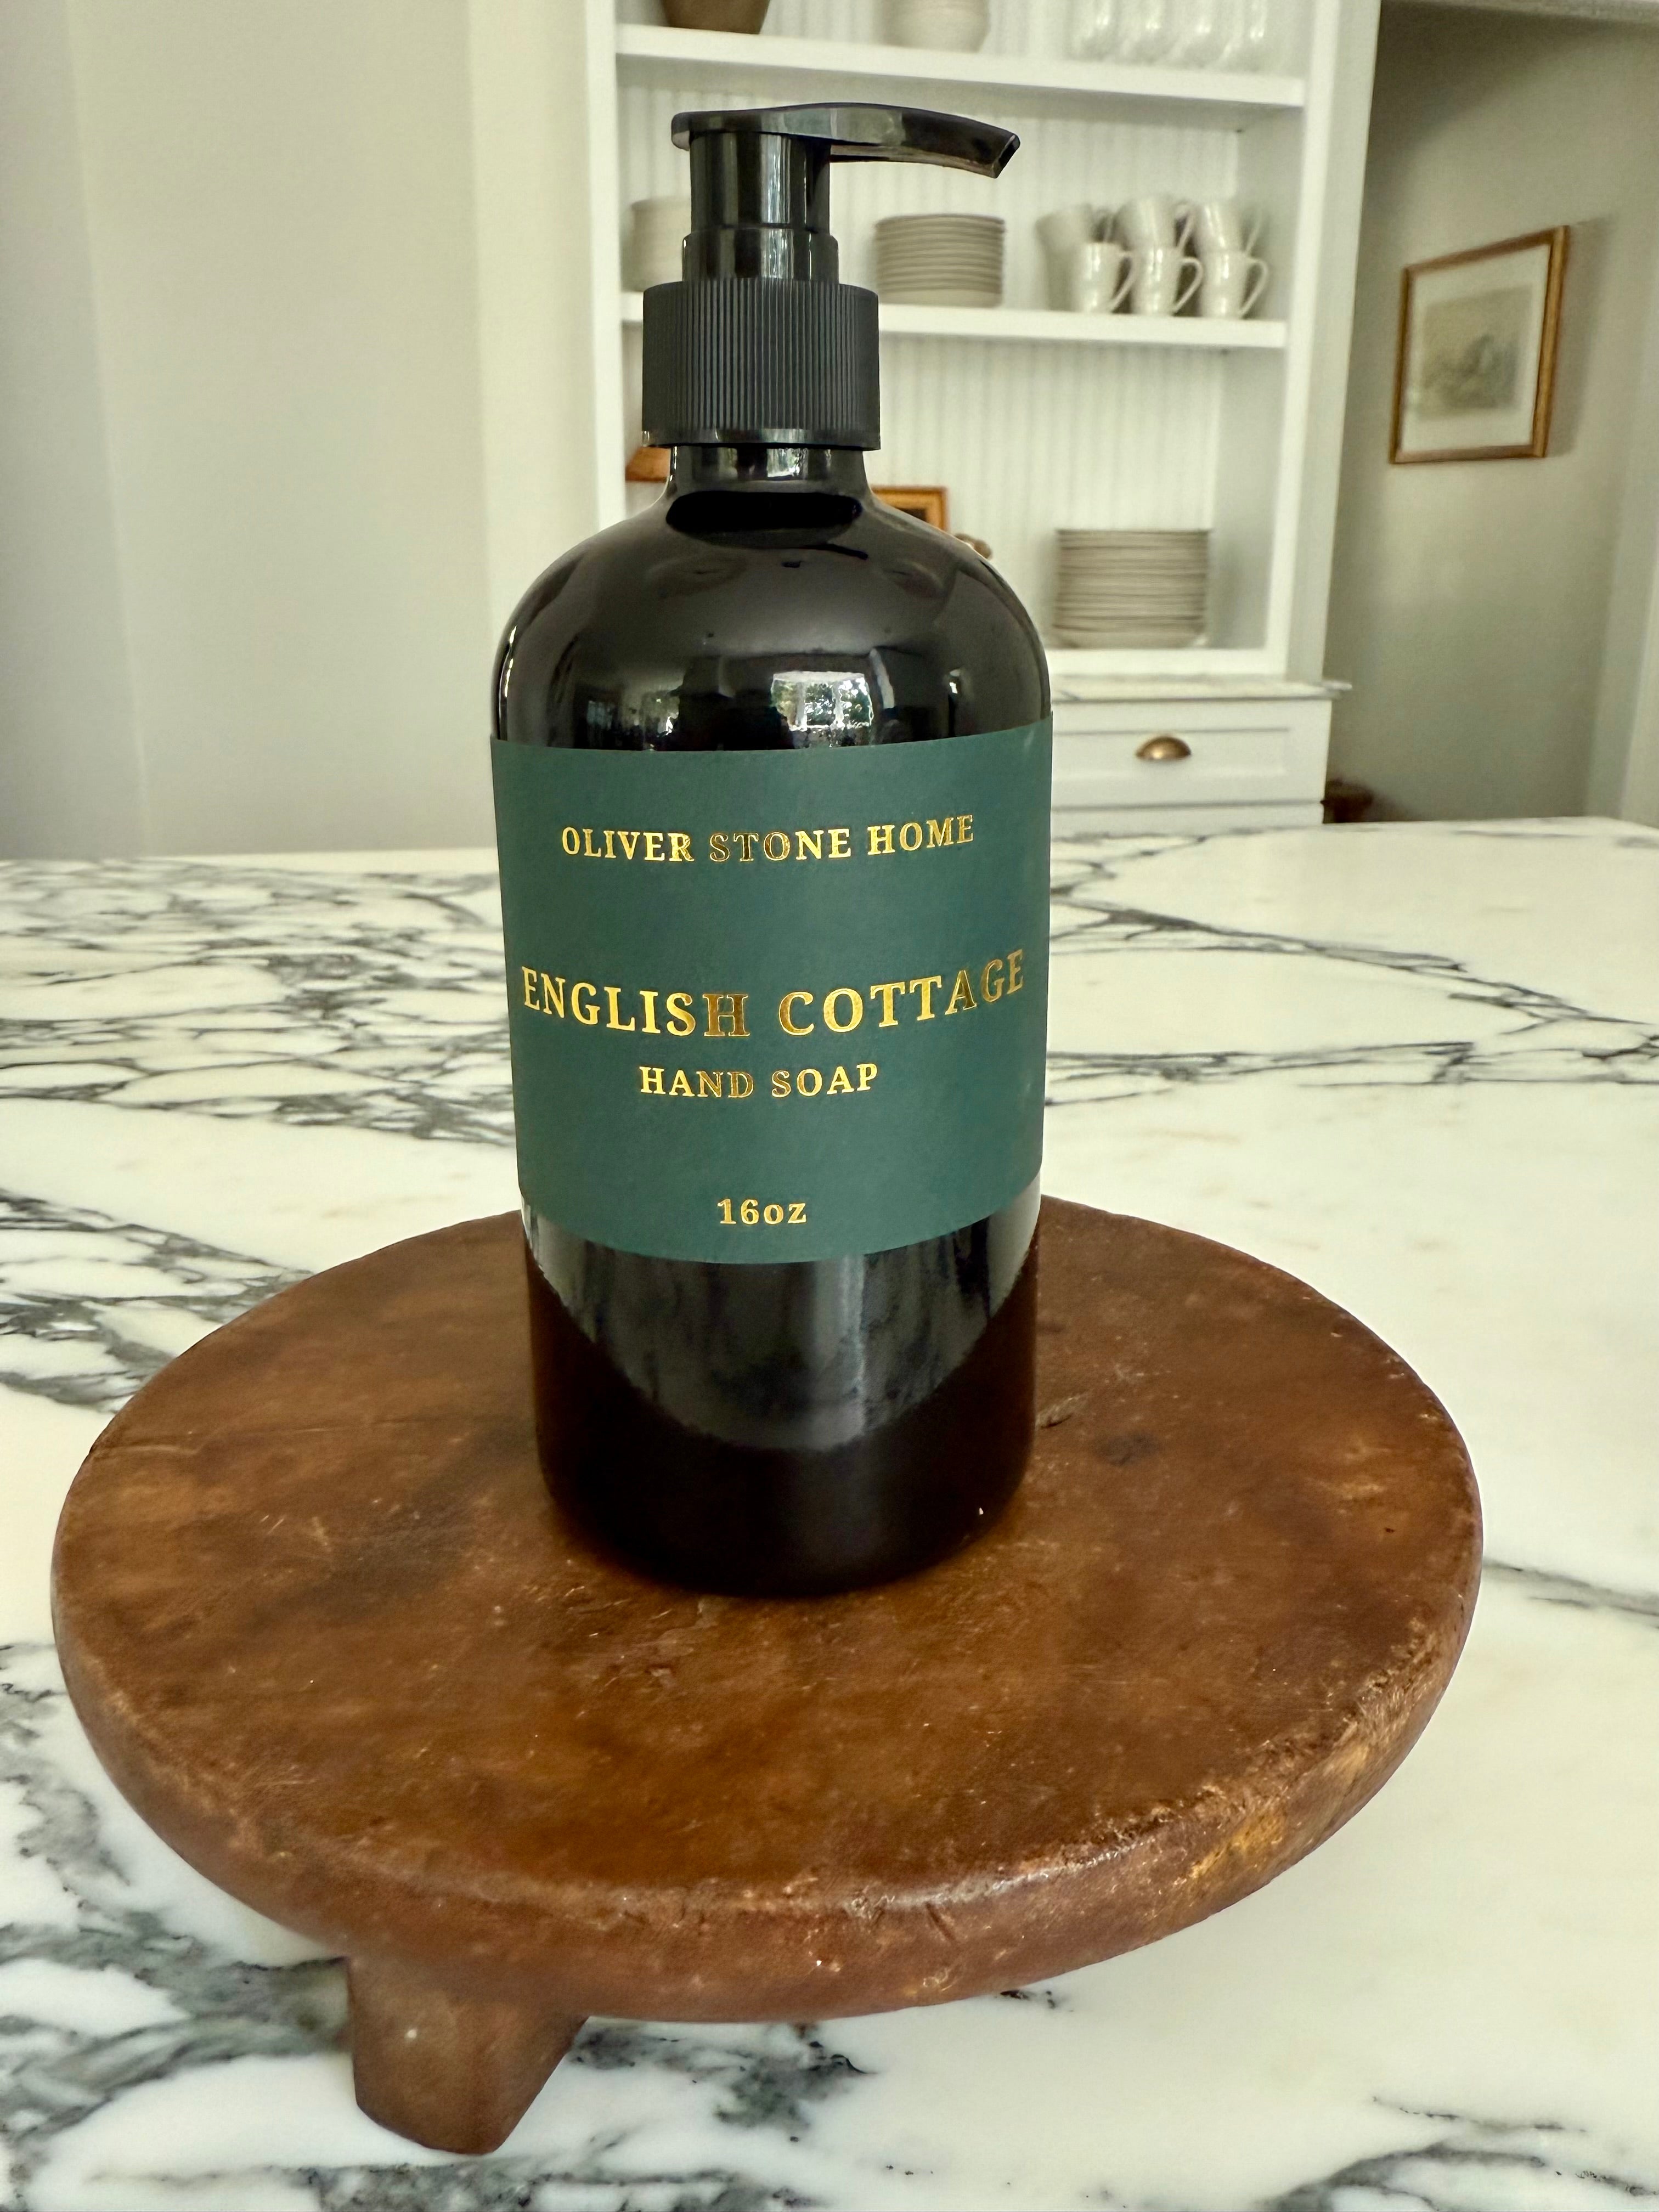 OLIVER STONE HOME
ENGLISH COTTAGE
HAND SOAP
16oz